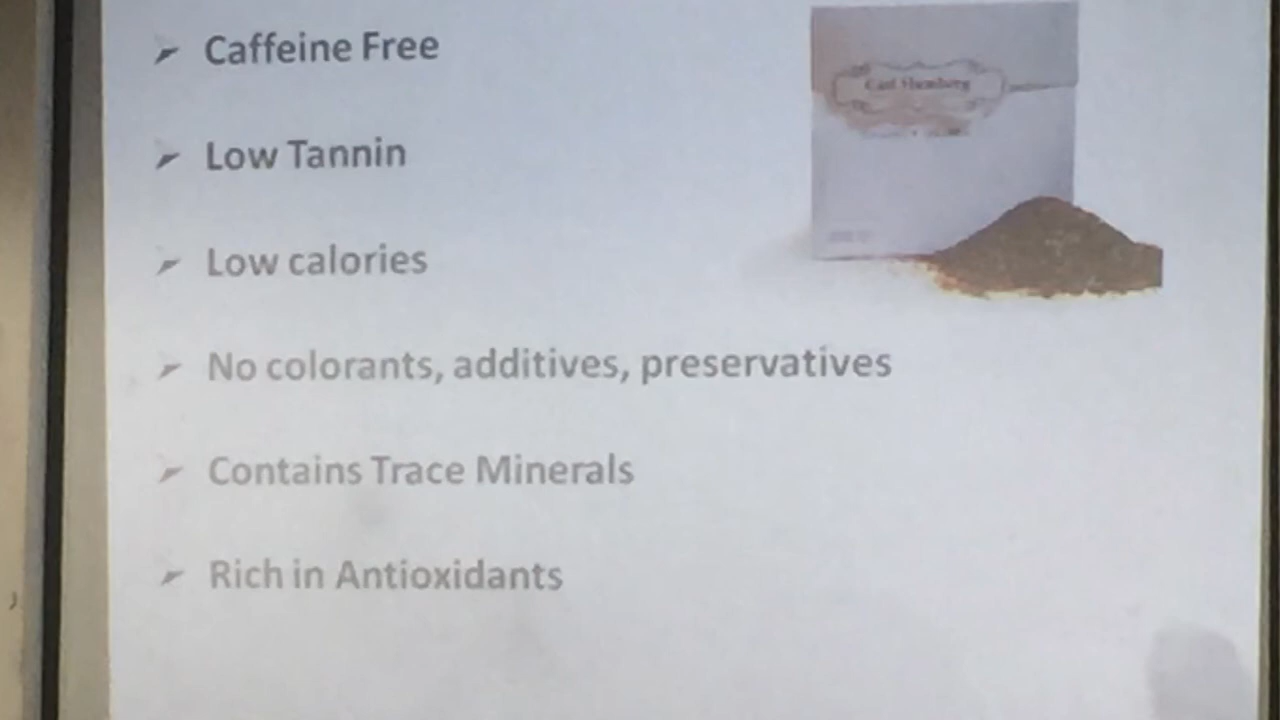 Caffeine Free
Low Tannin
Low calories
No colorants, additives, preservatives
Contains Trace Minerals
Rich in Antioxidants